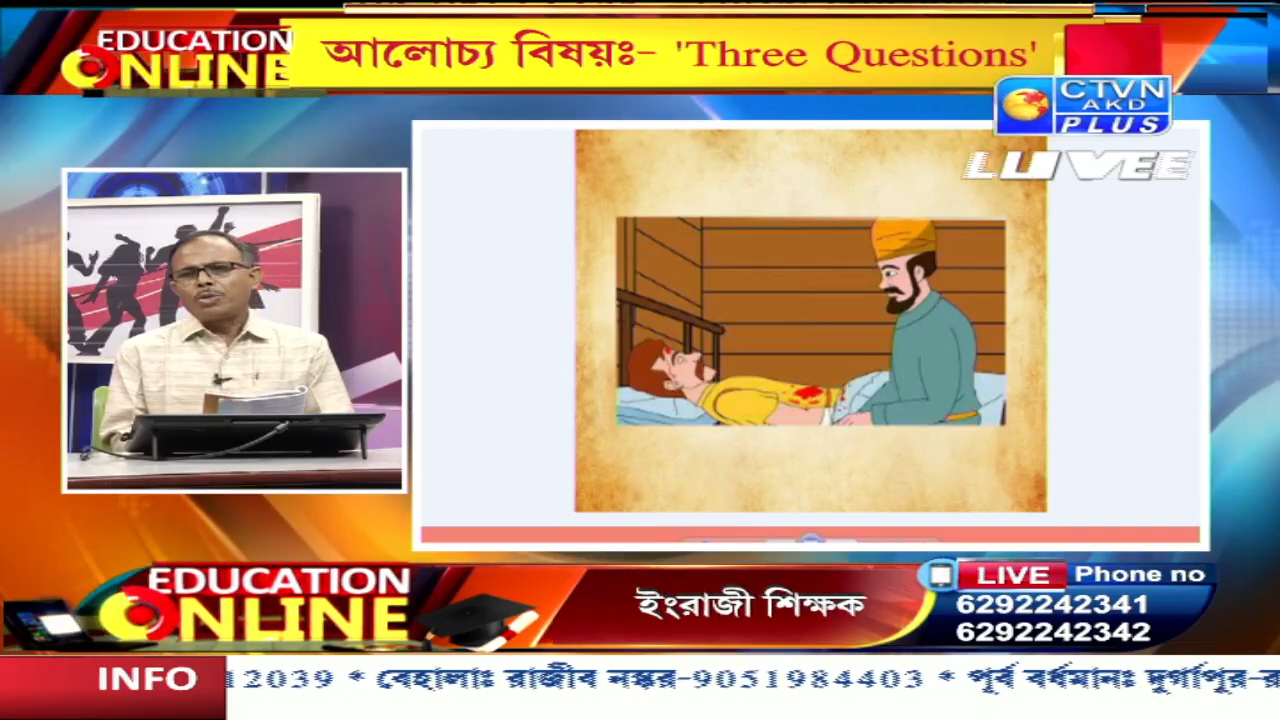 EDUCATION
ONLINE
আলোচ্য বিষয়ঃ- 'Three Questions'
CTVN
AKD
PLUS
LUVEE
EDUCATION
ONLINE
ইংরাজী শিক্ষক
LIVE Phone no
6292242341
6292242342
INFO 12039 * বেহালাঃ রাজীব নস্কর-9051984403 * পূর্ব বর্ধমানঃ দুর্গাপুর-র